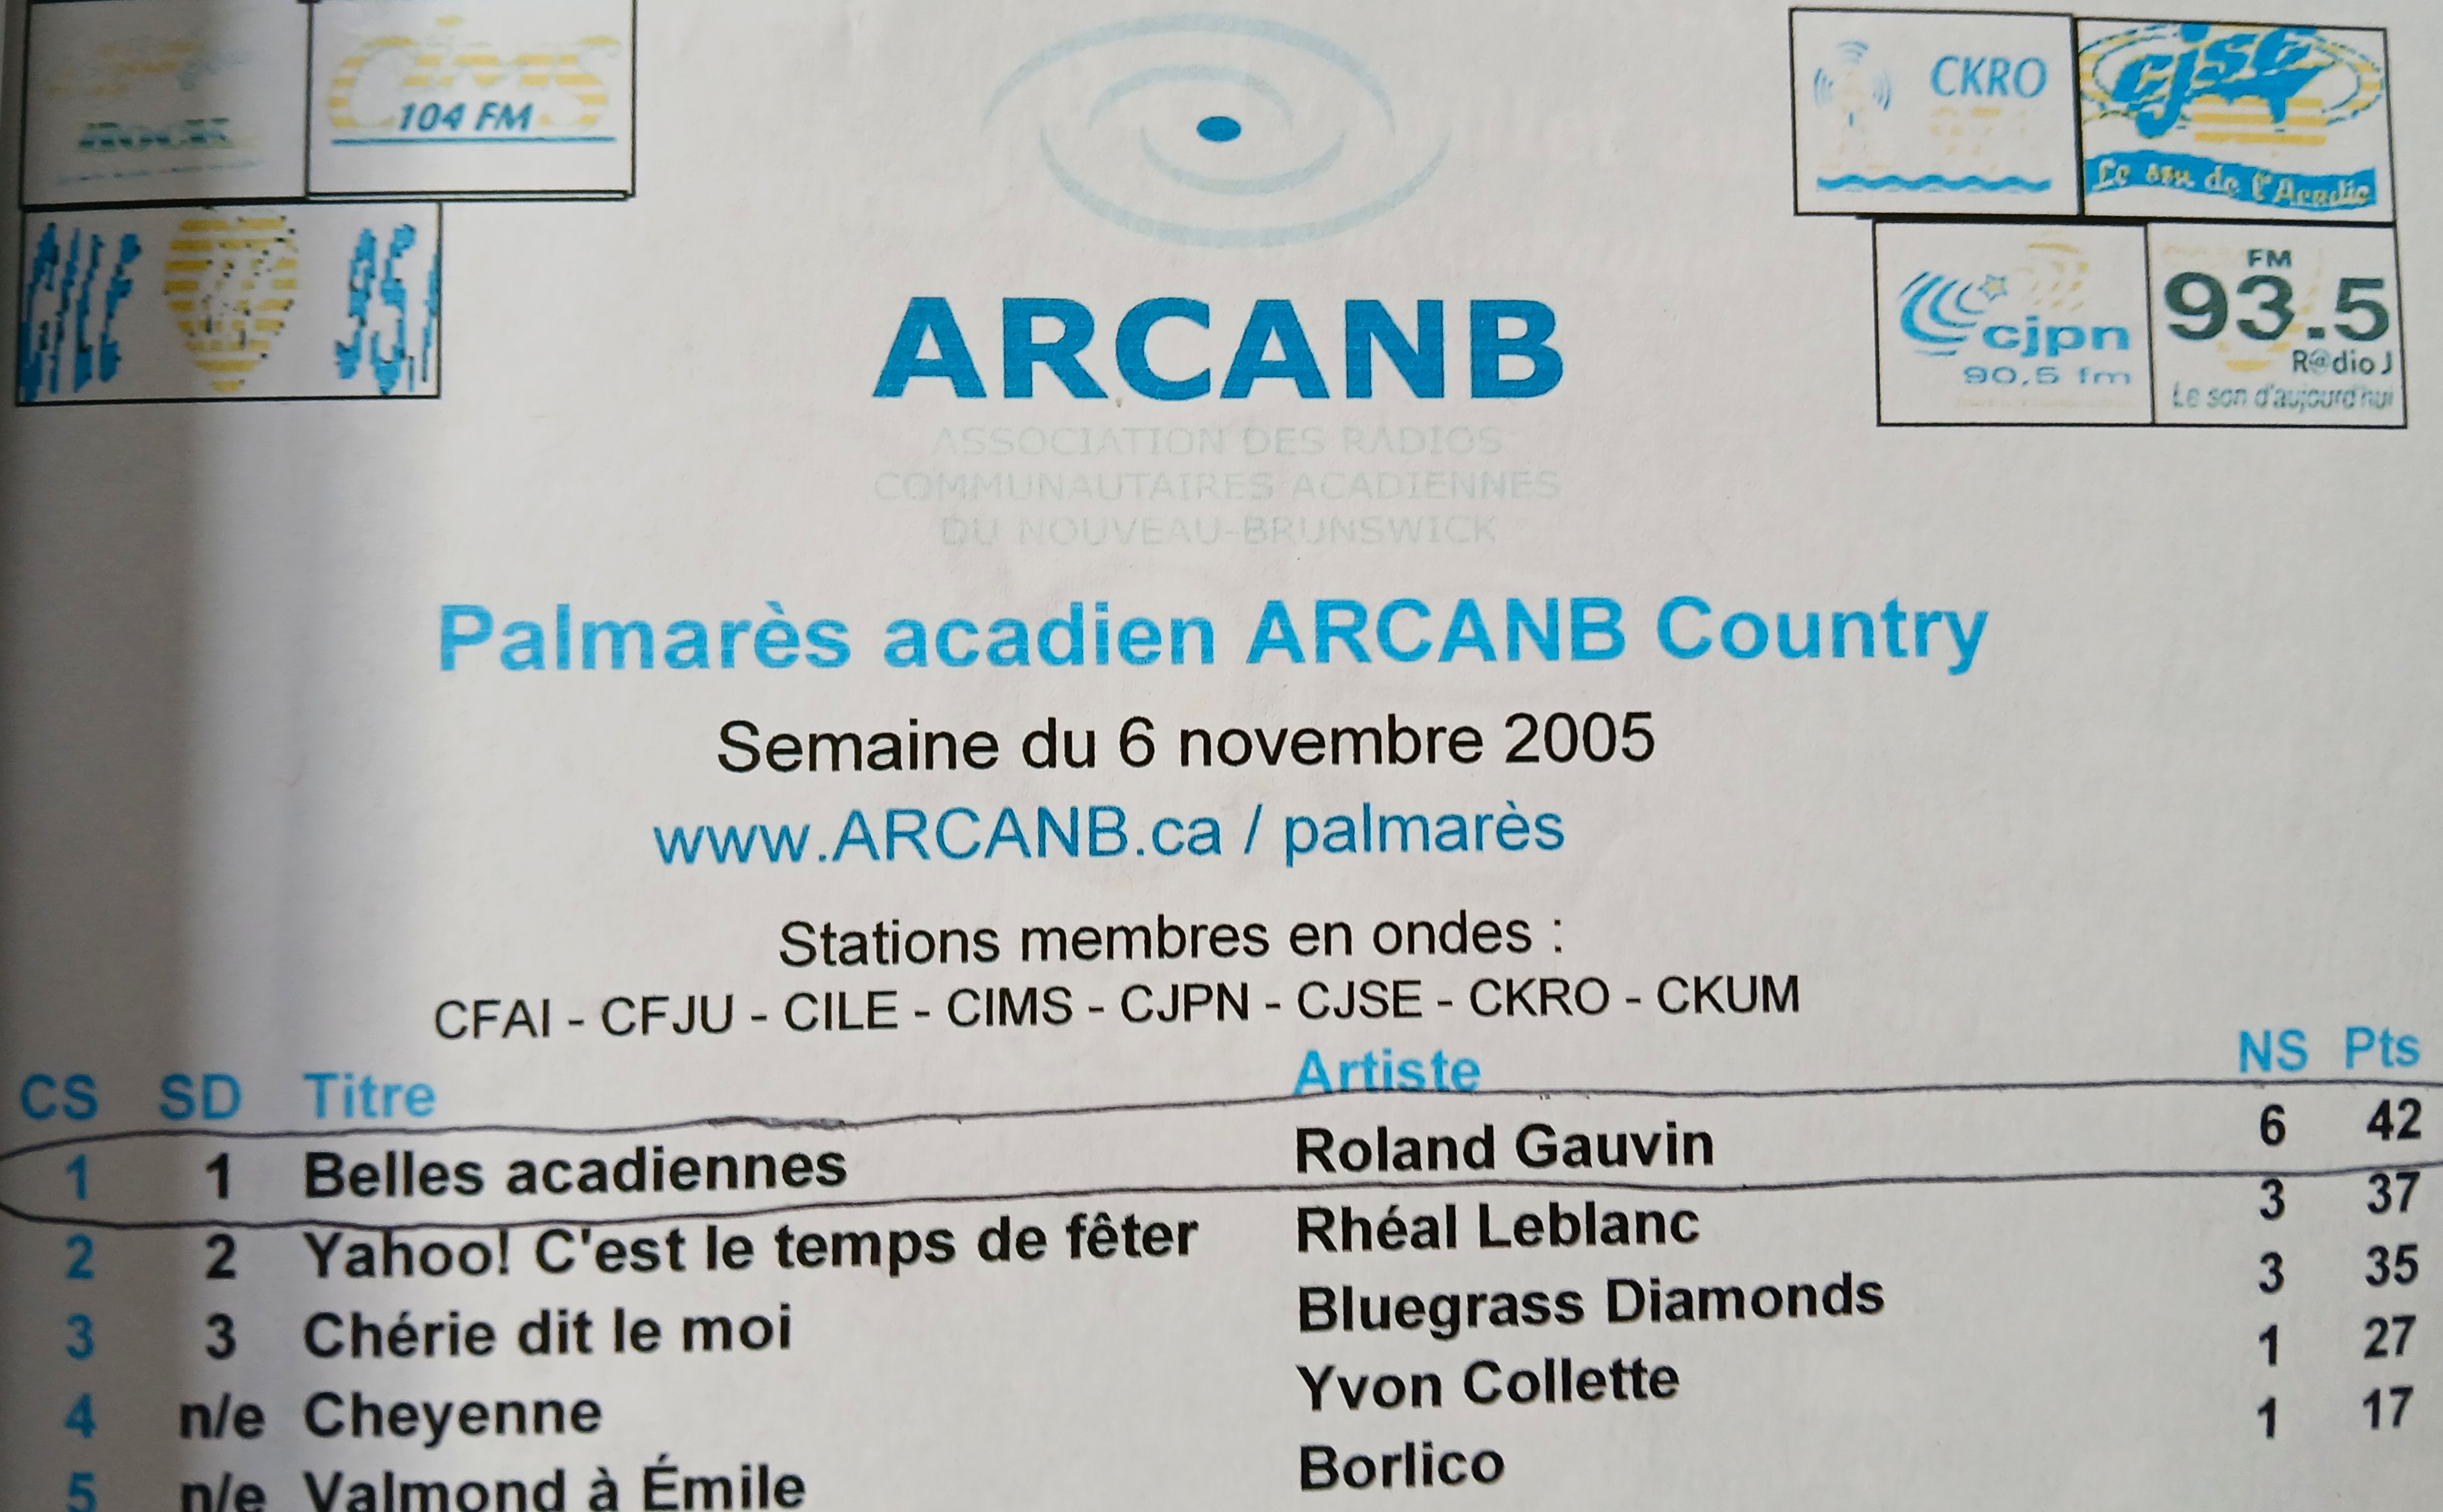 ROCK
CIMS
104 FM
CKRO
cjse
Le son de l'Acadie
cjpn
90,5 fm
FM
93.5
R@dio J
Le son d'aujourd'hui
ARCANB
ASSOCIATION DES RADIOS
COMMUNAUTAIRES ACADIENNES
DU NOUVEAU-BRUNSWICK
Palmarès acadien ARCANB Country
Semaine du 6 novembre 2005
www.ARCANB.ca / palmarès
Stations membres en ondes :
CFAI - CFJU - CILE - CIMS - CJPN - CJSE - CKRO - CKUM
CS SD Titre Artiste NS Pts
1 1 Belles acadiennes Roland Gauvin 6 42
2 2 Yahoo! C'est le temps de fêter Rhéal Leblanc 3 37
3 3 Chérie dit le moi Bluegrass Diamonds 3 35
4 n/e Cheyenne Yvon Collette 1 27
5 n/e Valmond à Émile Borlico 1 17